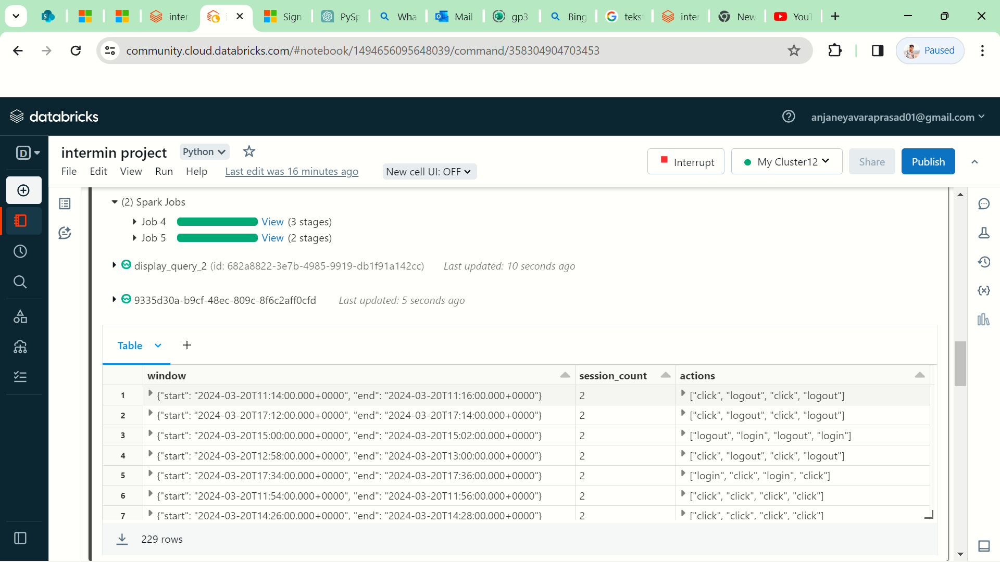 inter
Sign
PySp
Wha
Mail
gp3
Bing
tekst
inter
New
YouT
community.cloud.databricks.com/#notebook/1494656095648039/command/358304904703453
Paused
databricks
anjaneyavaraprasad01@gmail.com
D
intermin project
Python
File
Edit
View
Run
Help
Last edit was 16 minutes ago
New cell UI: OFF
Interrupt
My Cluster12
Share
Publish
(2) Spark Jobs
Job 4 View (3 stages)
Job 5 View (2 stages)
display_query_2 (id: 682a8822-3e7b-4985-9919-db1f91a142cc) Last updated: 10 seconds ago
9335d30a-b9cf-48ec-809c-8f6c2aff0cfd Last updated: 5 seconds ago
Table
window session_count actions
1 {"start": "2024-03-20T11:14:00.000+0000", "end": "2024-03-20T11:16:00.000+0000"} 2 ["click", "logout", "click", "logout"]
2 {"start": "2024-03-20T17:12:00.000+0000", "end": "2024-03-20T17:14:00.000+0000"} 2 ["click", "logout", "click", "logout"]
3 {"start": "2024-03-20T15:00:00.000+0000", "end": "2024-03-20T15:02:00.000+0000"} 2 ["logout", "login", "logout", "login"]
4 {"start": "2024-03-20T12:58:00.000+0000", "end": "2024-03-20T13:00:00.000+0000"} 2 ["click", "logout", "click", "logout"]
5 {"start": "2024-03-20T17:34:00.000+0000", "end": "2024-03-20T17:36:00.000+0000"} 2 ["login", "click", "login", "click"]
6 {"start": "2024-03-20T11:54:00.000+0000", "end": "2024-03-20T11:56:00.000+0000"} 2 ["click", "click", "click", "click"]
7 {"start": "2024-03-20T14:26:00.000+0000", "end": "2024-03-20T14:28:00.000+0000"} 2 ["click", "click", "click", "click"]
229 rows